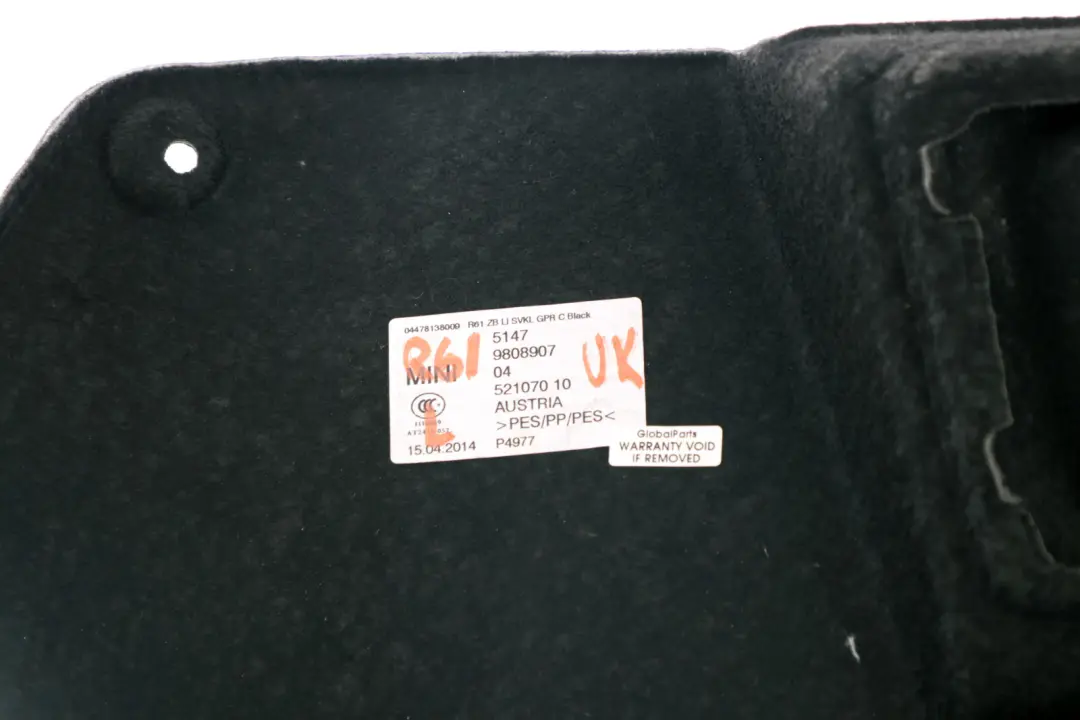 04478138009 R61 ZB LI SVKL GPR C Black
5147
9808907
R61
UK
MINI
04
521070 10
CCC
AUSTRIA
L
>PES/PP/PES<
15.04.2014 P4977
GlobalParts
WARRANTY VOID
IF REMOVED